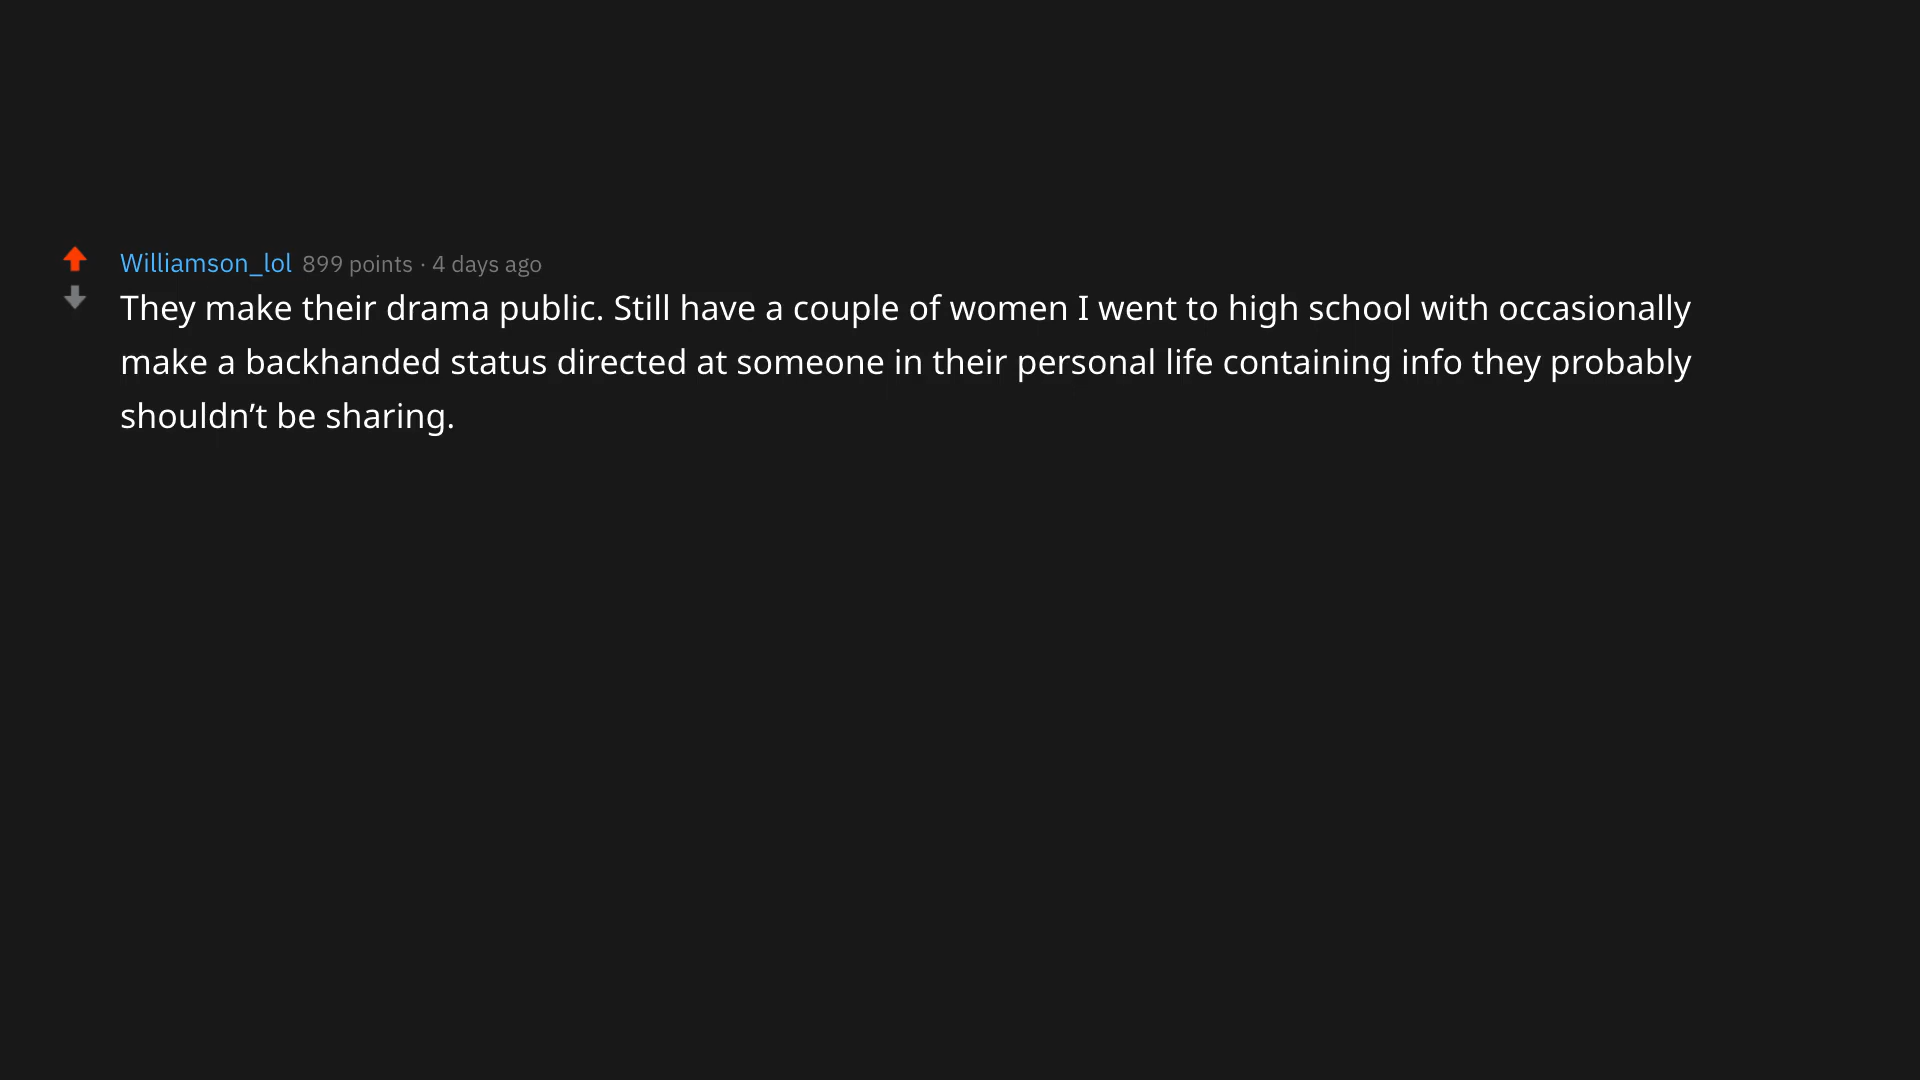 Williamson_lol 899 points · 4 days ago
They make their drama public. Still have a couple of women I went to high school with occasionally
make a backhanded status directed at someone in their personal life containing info they probably
shouldn’t be sharing.